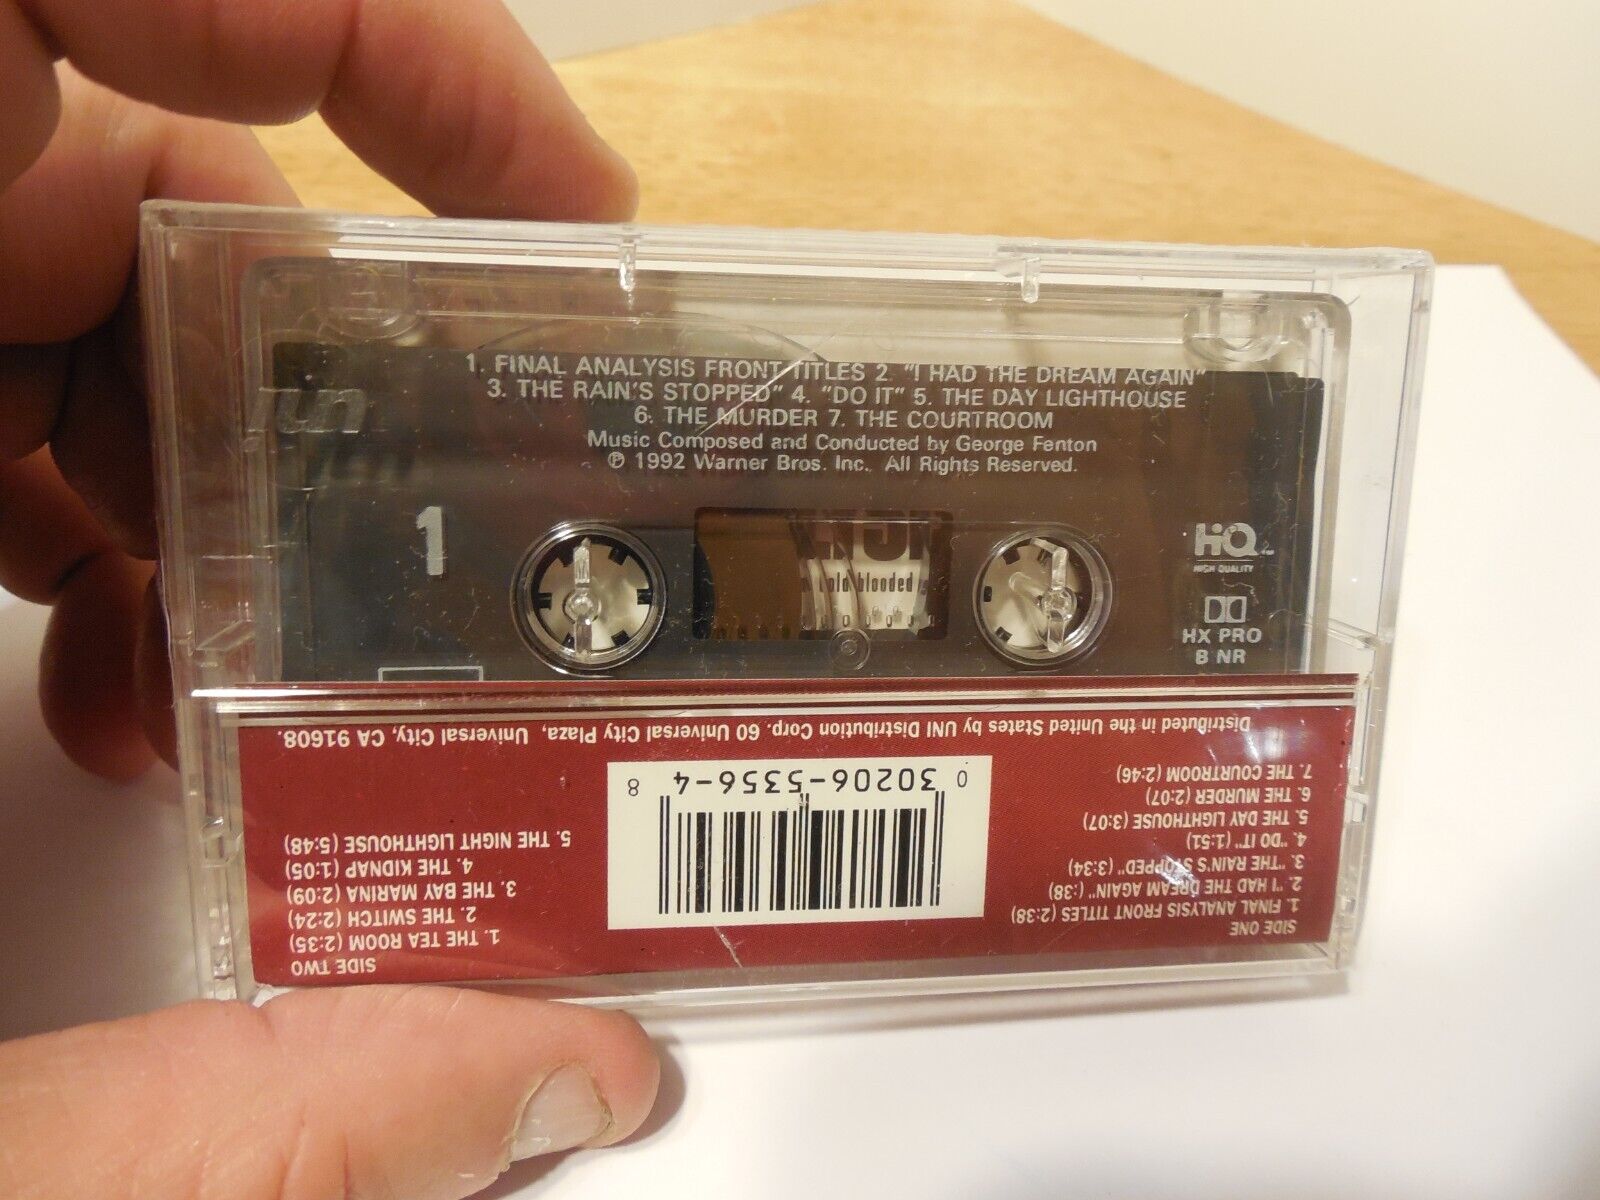 1. FINAL ANALYSIS FRONT TITLES 2. "I HAD THE DREAM AGAIN"
3. THE RAIN'S STOPPED" 4. "DO IT" 5. THE DAY LIGHTHOUSE
6. THE MURDER 7. THE COURTROOM
Music Composed and Conducted by George Fenton
℗ 1992 Warner Bros. Inc. All Rights Reserved.
1
HQ
HIGH QUALITY
HX PRO
B NR
blooded
SIDE ONE
1. FINAL ANALYSIS FRONT TITLES (2:38)
2. "I HAD THE DREAM AGAIN" (:38)
3. "THE RAIN'S STOPPED" (3:34)
4. "DO IT" (1:51)
5. THE DAY LIGHTHOUSE (3:07)
6. THE MURDER (2:07)
7. THE COURTROOM (2:46)
0 30206-5356-4 8
SIDE TWO
1. THE TEA ROOM (2:35)
2. THE SWITCH (2:24)
3. THE BAY MARINA (2:09)
4. THE KIDNAP (1:05)
5. THE NIGHT LIGHTHOUSE (5:48)
Distributed in the United States by UNI Distribution Corp. 60 Universal City Plaza, Universal City, CA 91608.